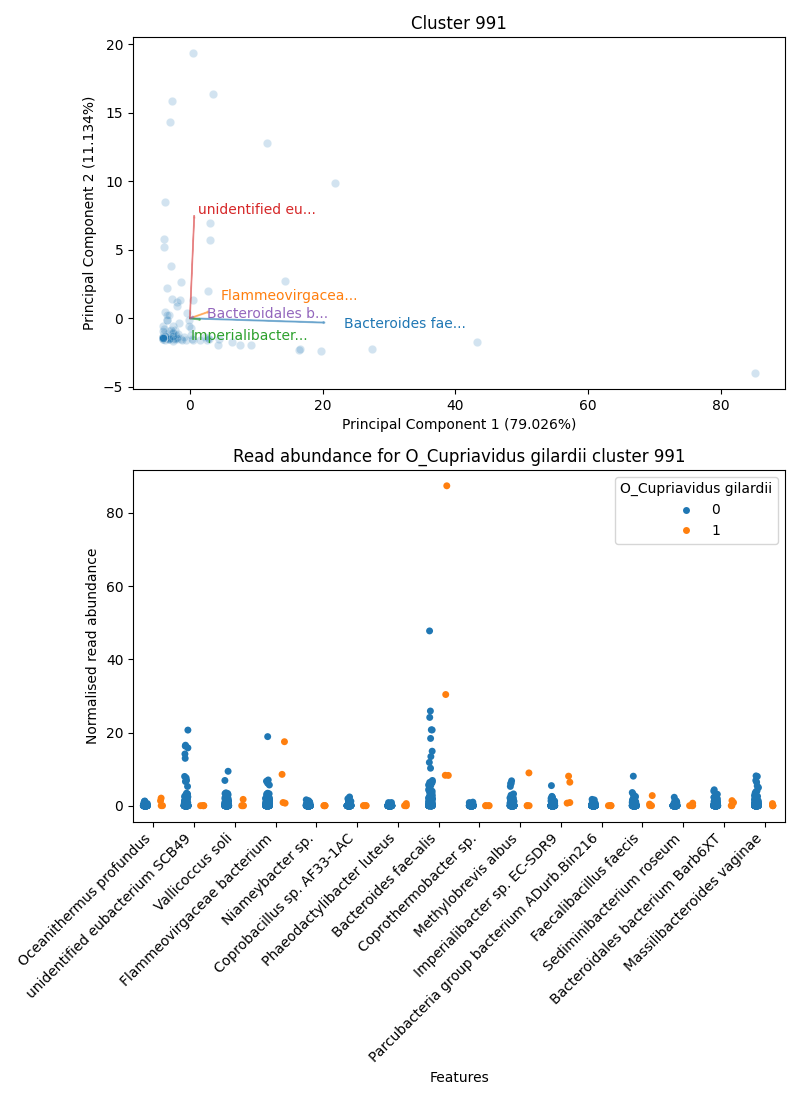 Cluster 991
Principal Component 2 (11.134%)
20
15
10
5
0
−5
unidentified eu...
Flammeovirgacea...
Bacteroidales b...
Bacteroides fae...
Imperialibacter...
0
20
40
60
80
Principal Component 1 (79.026%)
Read abundance for O_Cupriavidus gilardii cluster 991
Normalised read abundance
80
60
40
20
0
O_Cupriavidus gilardii
0
1
Oceanithermus profundus
unidentified eubacterium SCB49
Vallicoccus soli
Flammeovirgaceae bacterium
Niameybacter sp.
Coprobacillus sp. AF33-1AC
Phaeodactylibacter luteus
Bacteroides faecalis
Coprothermobacter sp.
Methylobrevis albus
Imperialibacter sp. EC-SDR9
Parcubacteria group bacterium ADurb.Bin216
Faecalibacillus faecis
Sediminibacterium roseum
Bacteroidales bacterium Barb6XT
Massilibacteroides vaginae
Features